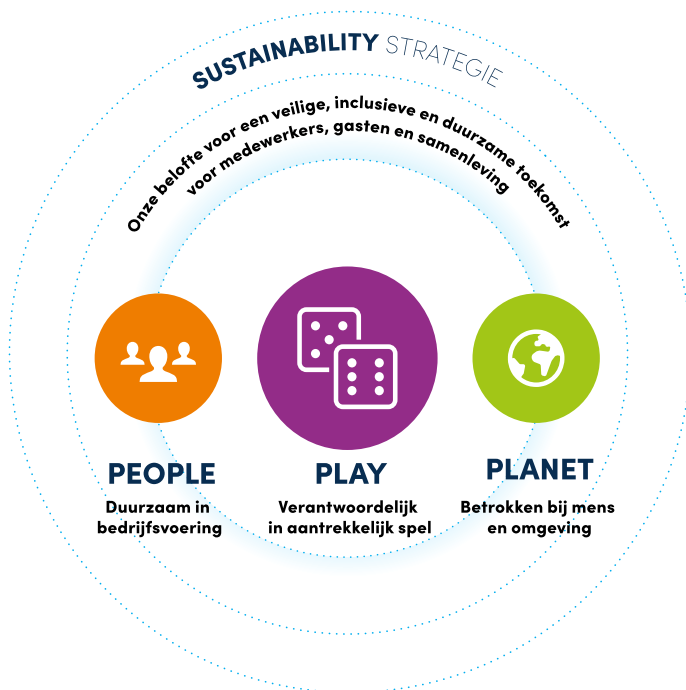 SUSTAINABILITY STRATEGIE
Onze belofte voor een veilige, inclusieve en duurzame toekomst
voor medewerkers, gasten en samenleving
PEOPLE
Duurzaam in
bedrijfsvoering
PLAY
Verantwoordelijk
in aantrekkelijk spel
PLANET
Betrokken bij mens
en omgeving